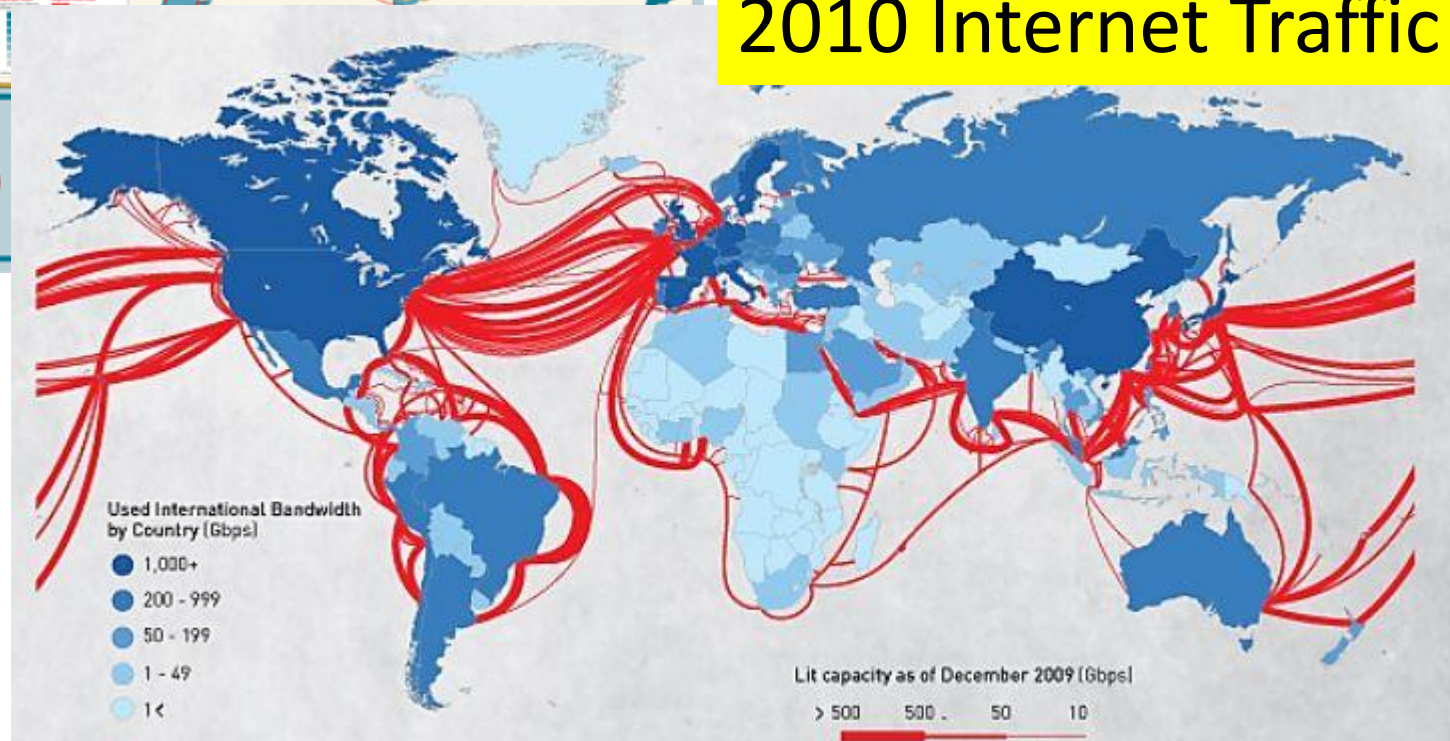 2010 Internet Traffic
Used International Bandwidth
by Country (Gbps)
1,000+
200 - 999
50 - 199
1 - 49
1<
Lit capacity as of December 2009 (Gbps)
> 500 500 . 50 10